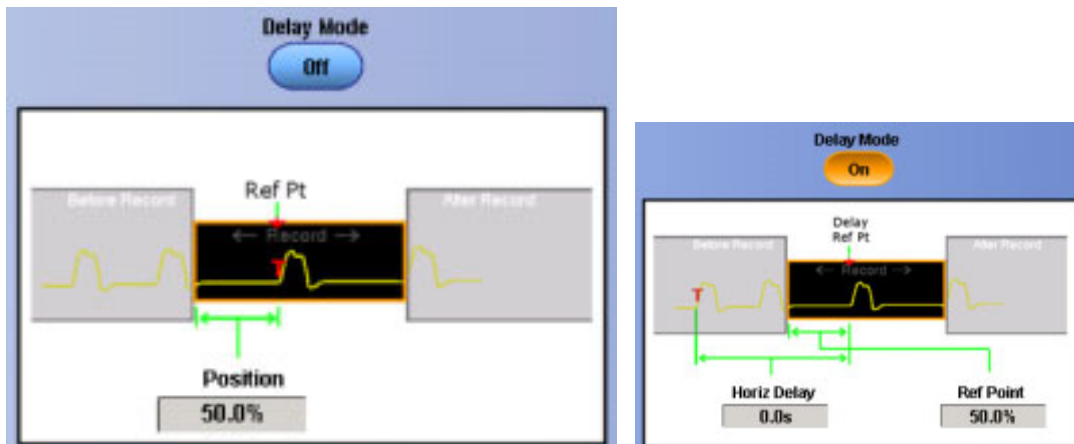 Delay Mode
Off
Before Record
Ref Pt
After Record
← Record →
T
Position
50.0%
Delay Mode
On
Delay
Ref Pt
Before Record
After Record
← Record →
T
Horiz Delay
Ref Point
0.0s
50.0%